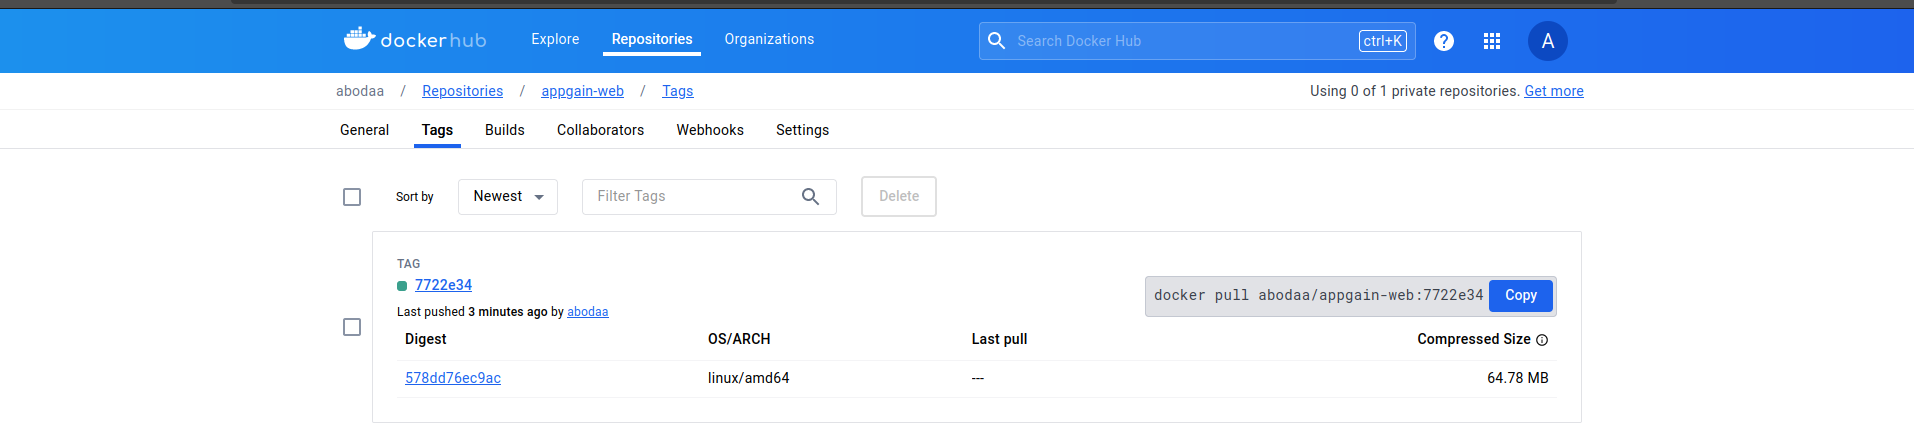 dockerhub Explore Repositories Organizations Search Docker Hub ctrl+K ? A
abodaa / Repositories / appgain-web / Tags Using 0 of 1 private repositories. Get more
General Tags Builds Collaborators Webhooks Settings
Sort by Newest Filter Tags Delete
TAG
7722e34
docker pull abodaa/appgain-web:7722e34 Copy
Last pushed 3 minutes ago by abodaa
Digest OS/ARCH Last pull Compressed Size
578dd76ec9ac linux/amd64 --- 64.78 MB